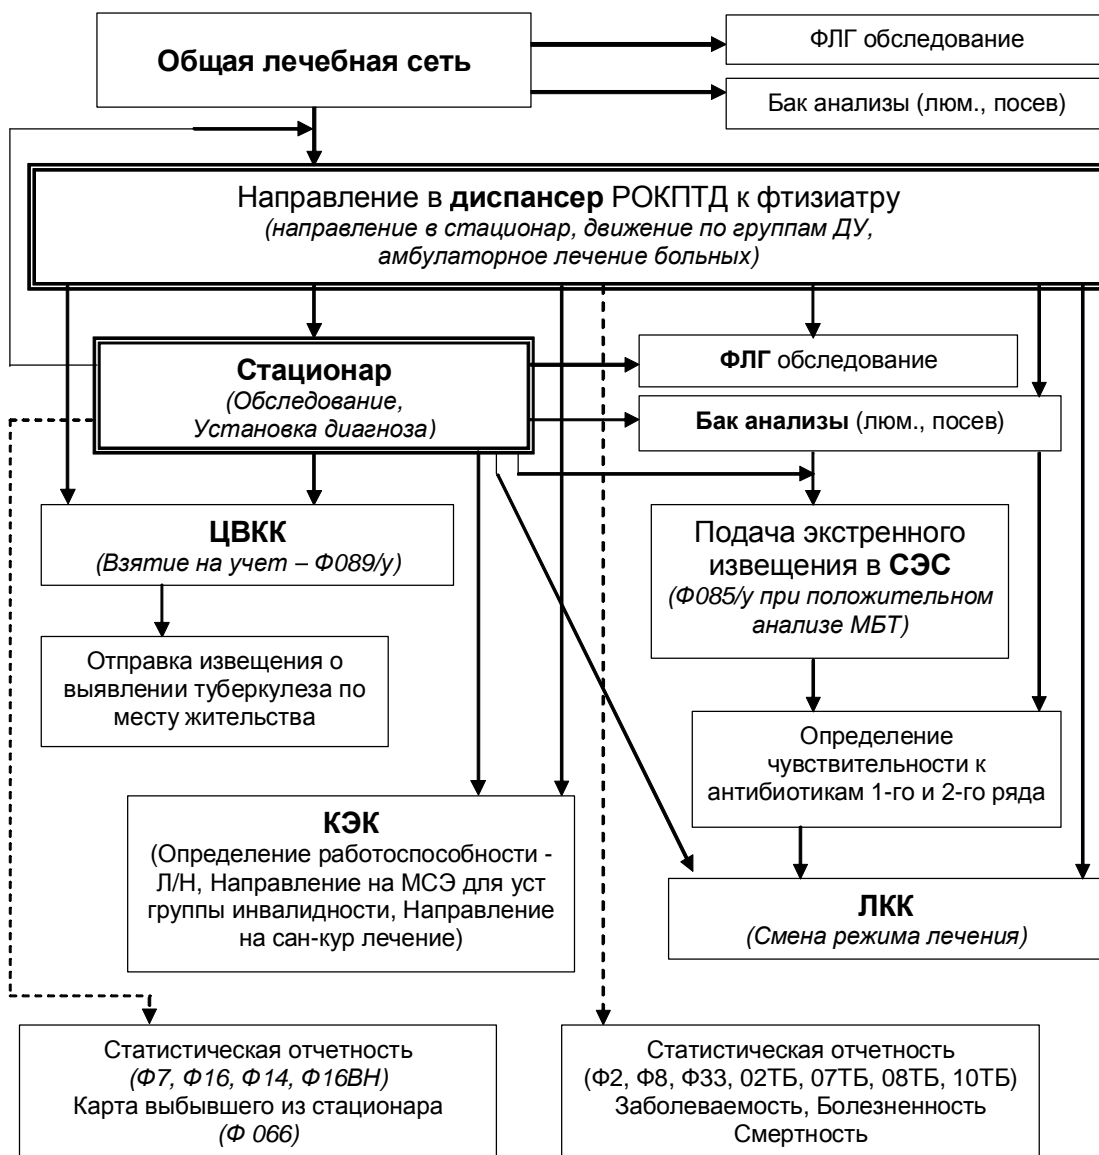 Общая лечебная сеть
ФЛГ обследование
Бак анализы (люм., посев)
Направление в диспансер РОКПТД к фтизиатру
(направление в стационар, движение по группам ДУ,
амбулаторное лечение больных)
Стационар
(Обследование,
Установка диагноза)
ФЛГ обследование
Бак анализы (люм., посев)
ЦВКК
(Взятие на учет – Ф089/у)
Подача экстренного
извещения в СЭС
(Ф085/у при положительном
анализе МБТ)
Отправка извещения о
выявлении туберкулеза по
месту жительства
Определение
чувствительности к
антибиотикам 1-го и 2-го ряда
КЭК
(Определение работоспособности -
Л/Н, Направление на МСЭ для уст
группы инвалидности, Направление
на сан-кур лечение)
ЛКК
(Смена режима лечения)
Статистическая отчетность
(Ф7, Ф16, Ф14, Ф16ВН)
Карта выбывшего из стационара
(Ф 066)
Статистическая отчетность
(Ф2, Ф8, Ф33, 02ТБ, 07ТБ, 08ТБ, 10ТБ)
Заболеваемость, Болезненность
Смертность